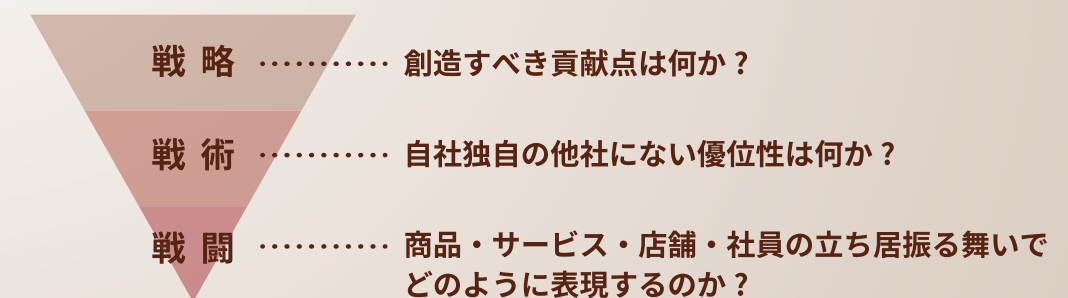 戦略 ………… 創造すべき貢献点は何か？
戦術 ………… 自社独自の他社にない優位性は何か？
戦闘 ………… 商品・サービス・店舗・社員の立ち居振る舞いで
どのように表現するのか？